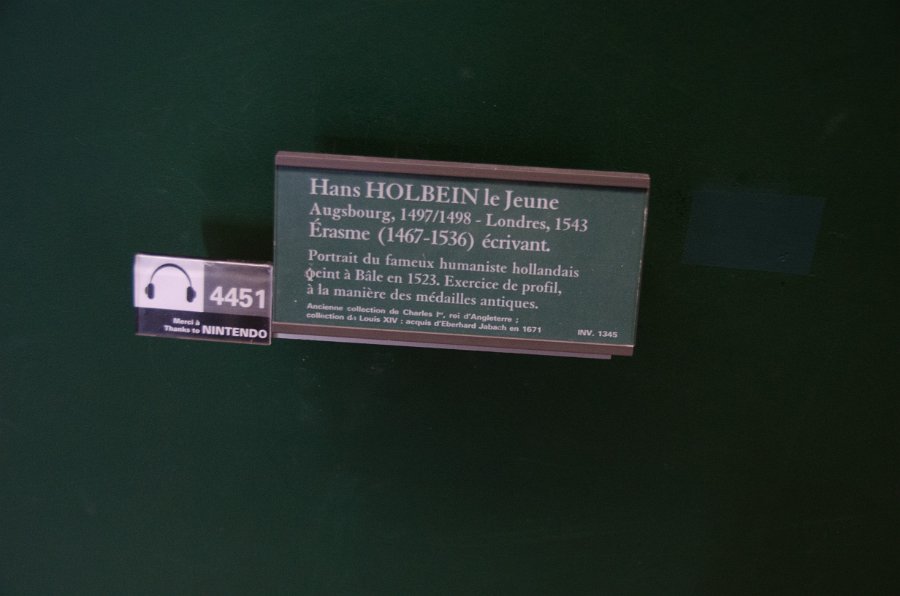 Hans HOLBEIN le Jeune
Augsbourg, 1497/1498 - Londres, 1543
Érasme (1467-1536) écrivant.
Portrait du fameux humaniste hollandais
peint à Bâle en 1523. Exercice de profil,
à la manière des médailles antiques.
Ancienne collection de Charles Iᵉʳ, roi d'Angleterre ;
collection de Louis XIV : acquis d'Eberhard Jabach en 1671
INV. 1345
4451
Merci à
Thanks to NINTENDO